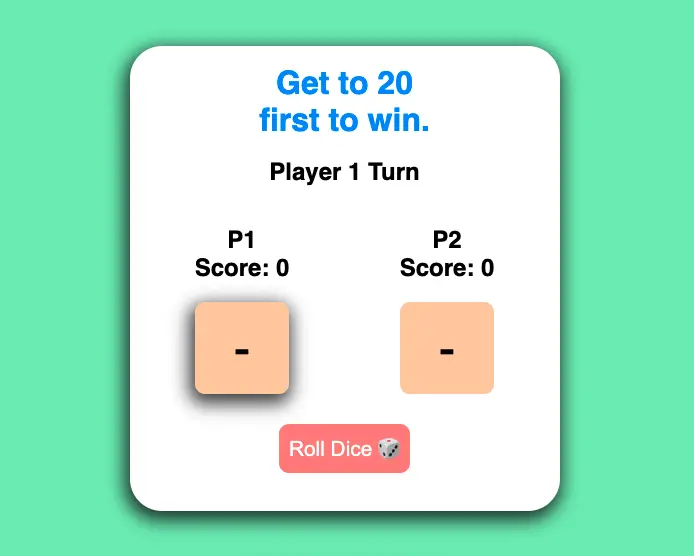 Get to 20
first to win.
Player 1 Turn
P1
Score: 0
P2
Score: 0
-
-
Roll Dice 🎲